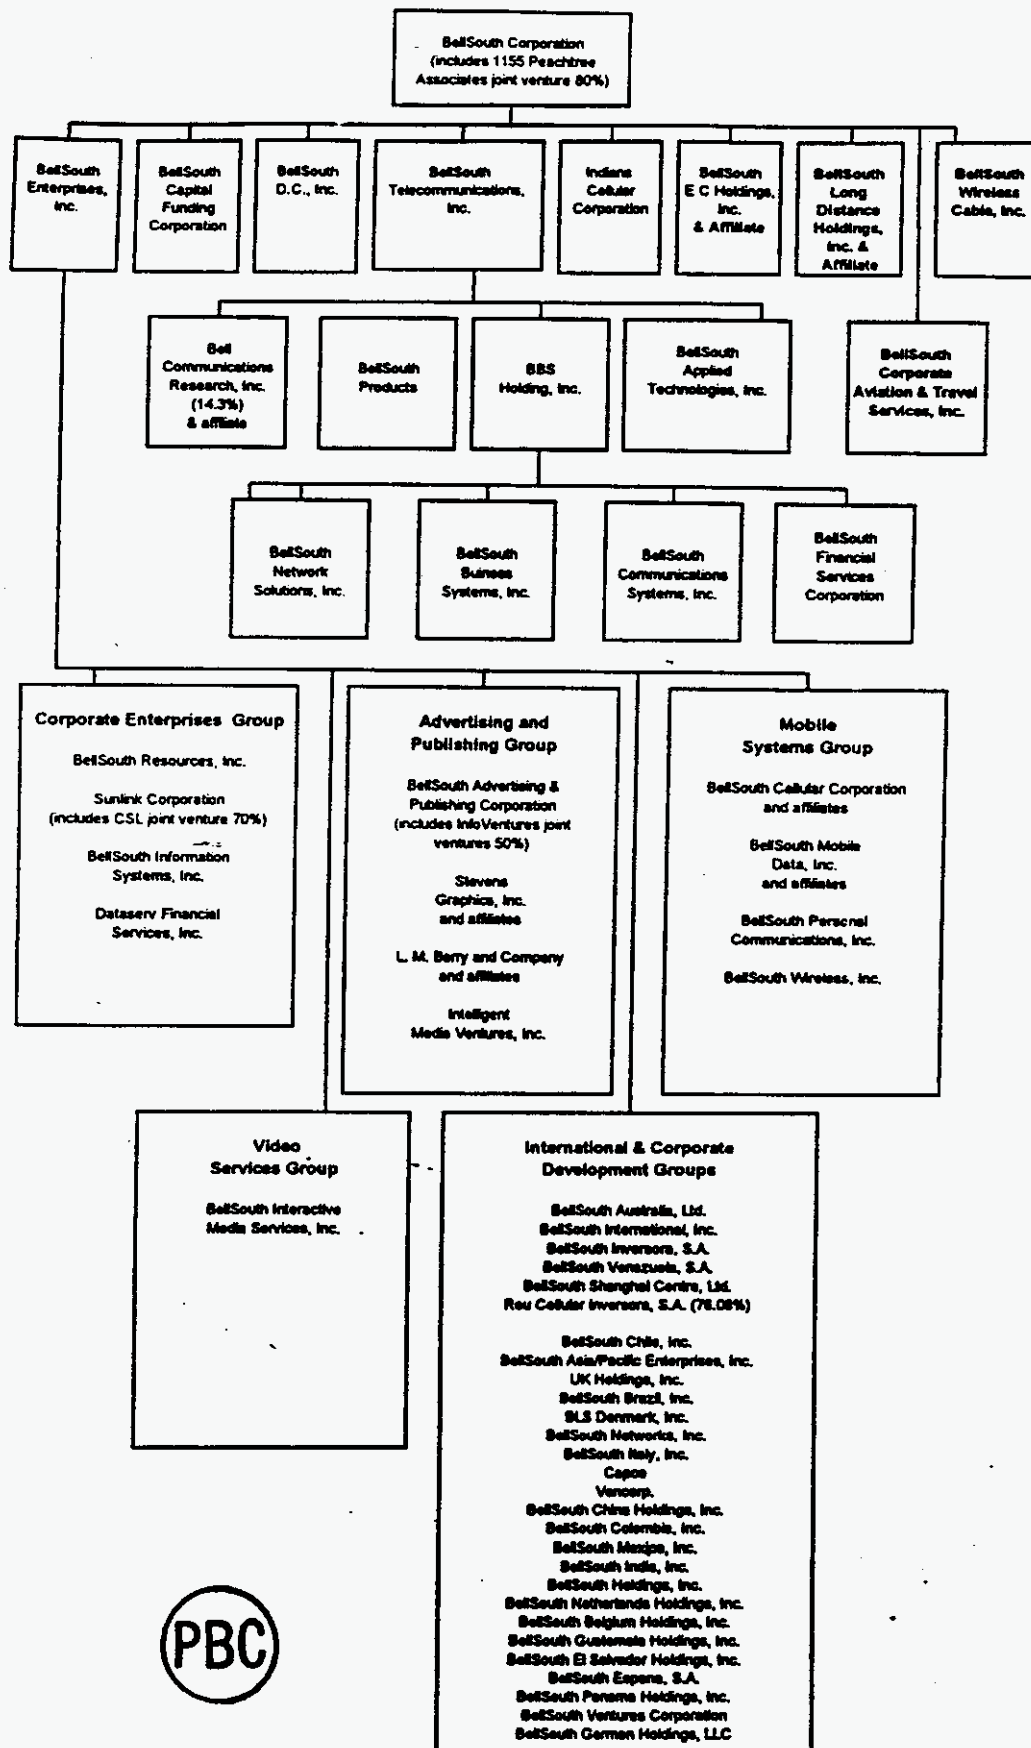 BellSouth Corporation
(includes 1155 Peachtree
Associates joint venture 80%)
BellSouth
Enterprises,
Inc.
BellSouth
Capital
Funding
Corporation
BellSouth
D.C., Inc.
BellSouth
Telecommunications,
Inc.
Indiana
Cellular
Corporation
BellSouth
E C Holdings,
Inc.
& Affiliate
BellSouth
Long
Distance
Holdings,
Inc. &
Affiliate
BellSouth
Wireless
Cable, Inc.
Bell
Communications
Research, Inc.
(14.3%)
& affiliate
BellSouth
Products
BBS
Holding, Inc.
BellSouth
Applied
Technologies, Inc.
BellSouth
Corporate
Aviation & Travel
Services, Inc.
BellSouth
Network
Solutions, Inc.
BellSouth
Buinses
Systems, Inc.
BellSouth
Communications
Systems, Inc.
BellSouth
Financial
Services
Corporation
Corporate Enterprises Group
BellSouth Resources, Inc.
Sunlink Corporation
(includes CSL joint venture 70%)
BellSouth Information
Systems, Inc.
Dataserv Financial
Services, Inc.
Advertising and
Publishing Group
BellSouth Advertising &
Publishing Corporation
(includes InfoVentures joint
ventures 50%)
Stevens
Graphics, Inc.
and affiliates
L. M. Berry and Company
and affiliates
Intelligent
Media Ventures, Inc.
Mobile
Systems Group
BellSouth Cellular Corporation
and affiliates
BellSouth Mobile
Data, Inc.
and affiliates
BellSouth Personal
Communications, Inc.
BellSouth Wireless, Inc.
Video
Services Group
BellSouth Interactive
Media Services, Inc.
International & Corporate
Development Groups
BellSouth Australia, Ltd.
BellSouth International, Inc.
BellSouth Inversora, S.A.
BellSouth Venezuela, S.A.
BellSouth Shanghai Centre, Ltd.
Rou Cellular Inversora, S.A. (76.08%)
BellSouth Chile, Inc.
BellSouth Asia/Pacific Enterprises, Inc.
UK Holdings, Inc.
BellSouth Brazil, Inc.
BLS Denmark, Inc.
BellSouth Networks, Inc.
BellSouth Italy, Inc.
Capco
Vencorp.
BellSouth China Holdings, Inc.
BellSouth Colombia, Inc.
BellSouth Mexico, Inc.
BellSouth India, Inc.
BellSouth Holdings, Inc.
BellSouth Netherlands Holdings, Inc.
BellSouth Belgium Holdings, Inc.
BellSouth Guatemala Holdings, Inc.
BellSouth El Salvador Holdings, Inc.
BellSouth Espana, S.A.
BellSouth Panama Holdings, Inc.
BellSouth Ventures Corporation
BellSouth German Holdings, LLC
PBC